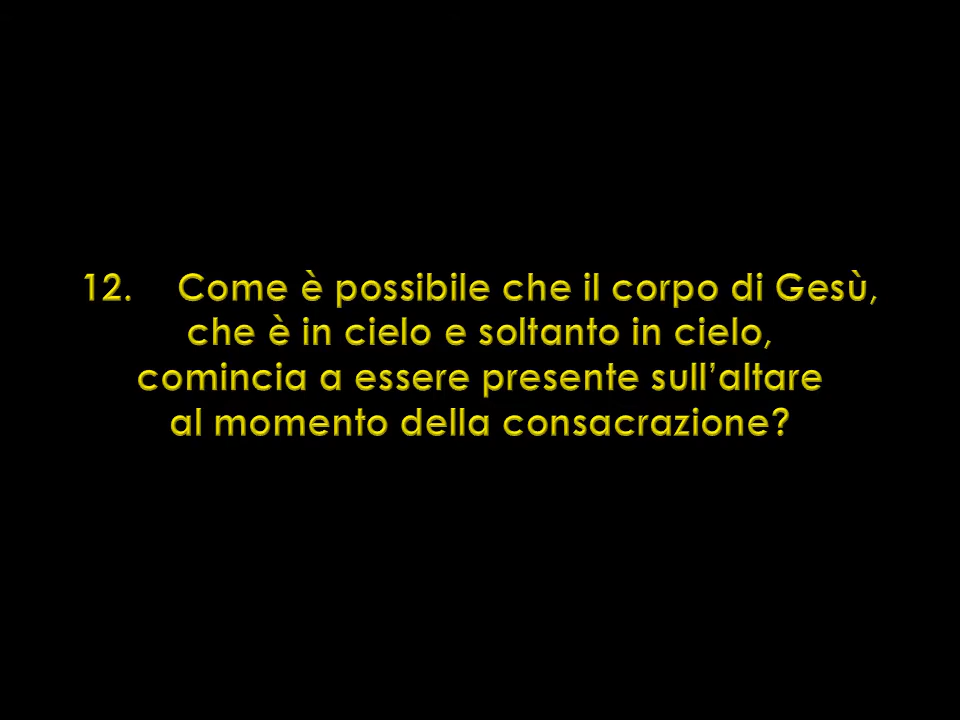 12. Come è possibile che il corpo di Gesù,
che è in cielo e soltanto in cielo,
comincia a essere presente sull’altare
al momento della consacrazione?